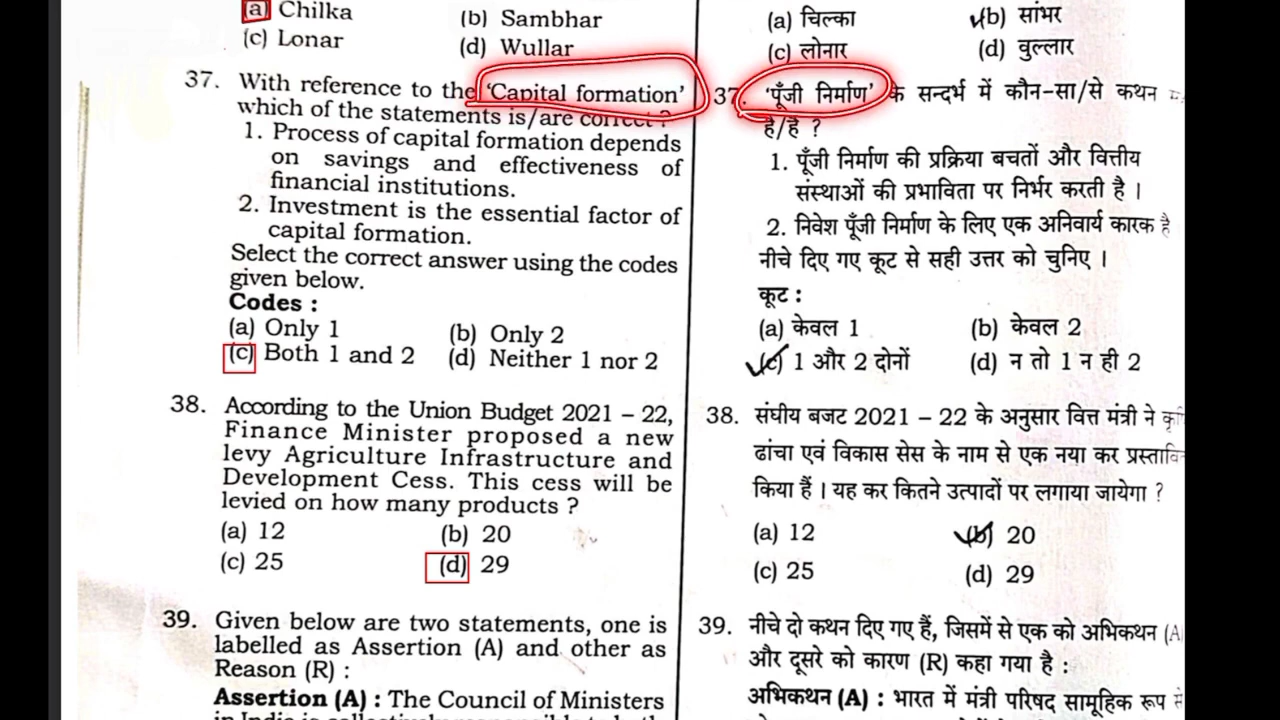 (a) Chilka
(b) Sambhar
(c) Lonar
(d) Wullar
37. With reference to the 'Capital formation'
which of the statements is/are correct ?
1. Process of capital formation depends
on savings and effectiveness of
financial institutions.
2. Investment is the essential factor of
capital formation.
Select the correct answer using the codes
given below.
Codes :
(a) Only 1
(b) Only 2
(c) Both 1 and 2
(d) Neither 1 nor 2
38. According to the Union Budget 2021 – 22,
Finance Minister proposed a new
levy Agriculture Infrastructure and
Development Cess. This cess will be
levied on how many products ?
(a) 12
(b) 20
(c) 25
(d) 29
39. Given below are two statements, one is
labelled as Assertion (A) and other as
Reason (R) :
Assertion (A) : The Council of Ministers
(a) चिल्का
(b) सांभर
(c) लोनार
(d) वुल्लार
37. 'पूँजी निर्माण' के सन्दर्भ में कौन-सा/से कथन
है/हैं ?
1. पूँजी निर्माण की प्रक्रिया बचतों और वित्तीय
संस्थाओं की प्रभाविता पर निर्भर करती है ।
2. निवेश पूँजी निर्माण के लिए एक अनिवार्य कारक है
नीचे दिए गए कूट से सही उत्तर को चुनिए ।
कूट :
(a) केवल 1
(b) केवल 2
(c) 1 और 2 दोनों
(d) न तो 1 न ही 2
38. संघीय बजट 2021 – 22 के अनुसार वित्त मंत्री ने
ढांचा एवं विकास सेस के नाम से एक नया कर
किया हैं । यह कर कितने उत्पादों पर लगाया जायेगा ?
(a) 12
(b) 20
(c) 25
(d) 29
39. नीचे दो कथन दिए गए हैं, जिसमें से एक को अभिकथन (A
और दूसरे को कारण (R) कहा गया है :
अभिकथन (A) : भारत में मंत्री परिषद सामूहिक रूप से